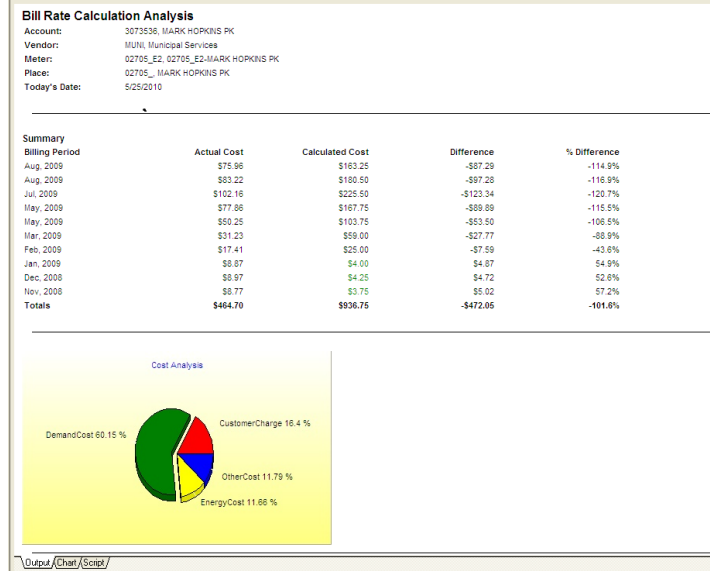 Bill Rate Calculation Analysis
Account: 3073536, MARK HOPKINS PK
Vendor: MUNI, Municipal Services
Meter: 02705_E2, 02705_E2-MARK HOPKINS PK
Place: 02705_, MARK HOPKINS PK
Today's Date: 5/25/2010
Summary
Billing Period Actual Cost Calculated Cost Difference % Difference
Aug, 2009 $75.96 $163.25 -$87.29 -114.9%
Aug, 2009 $83.22 $180.50 -$97.28 -116.9%
Jul, 2009 $102.16 $225.50 -$123.34 -120.7%
May, 2009 $77.86 $167.75 -$89.89 -115.5%
May, 2009 $50.25 $103.75 -$53.50 -106.5%
Mar, 2009 $31.23 $59.00 -$27.77 -88.9%
Feb, 2009 $17.41 $25.00 -$7.59 -43.6%
Jan, 2009 $8.87 $4.00 $4.87 54.9%
Dec, 2008 $8.97 $4.25 $4.72 52.6%
Nov, 2008 $8.77 $3.75 $5.02 57.2%
Totals $464.70 $936.75 -$472.05 -101.6%
Cost Analysis
CustomerCharge 16.4 %
DemandCost 60.15 %
OtherCost 11.79 %
EnergyCost 11.66 %
Output Chart Script